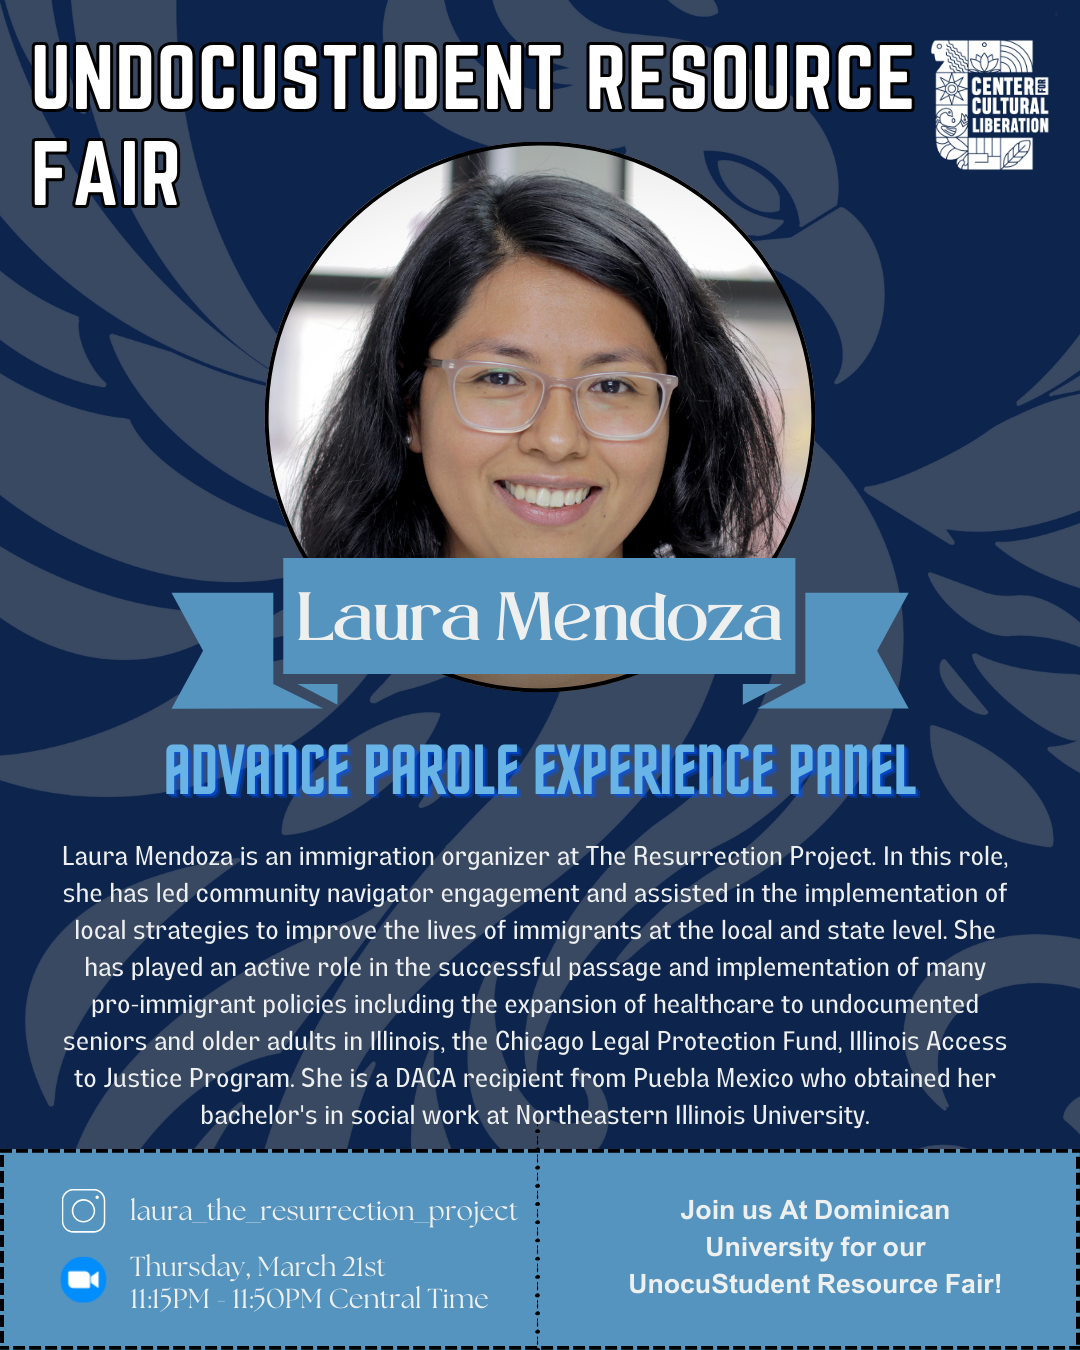 UNDOCUSTUDENT RESOURCE
FAIR
CENTER FOR
CULTURAL
LIBERATION
Laura Mendoza
ADVANCE PAROLE EXPERIENCE PANEL
Laura Mendoza is an immigration organizer at The Resurrection Project. In this role,
she has led community navigator engagement and assisted in the implementation of
local strategies to improve the lives of immigrants at the local and state level. She
has played an active role in the successful passage and implementation of many
pro-immigrant policies including the expansion of healthcare to undocumented
seniors and older adults in Illinois, the Chicago Legal Protection Fund, Illinois Access
to Justice Program. She is a DACA recipient from Puebla Mexico who obtained her
bachelor's in social work at Northeastern Illinois University.
laura_the_resurrection_project
Thursday, March 21st
11:15PM - 11:50PM Central Time
Join us At Dominican
University for our
UnocuStudent Resource Fair!